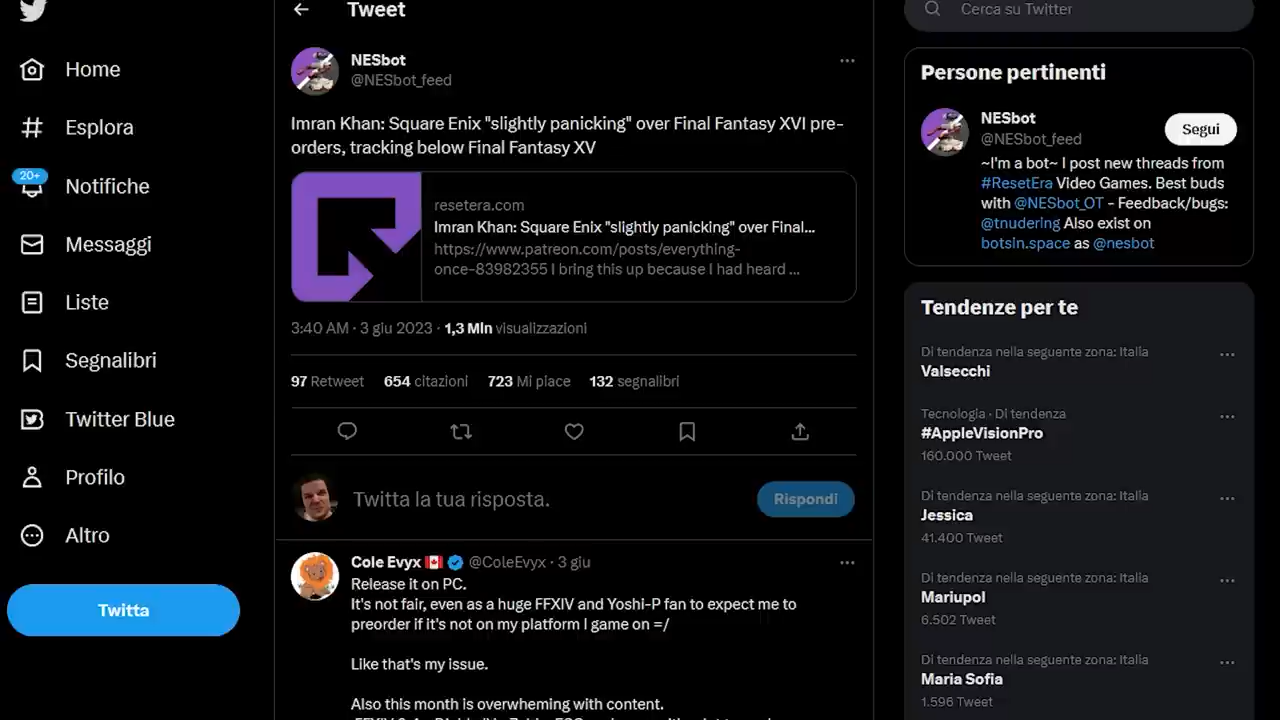 Home
Esplora
20+
Notifiche
Messaggi
Liste
Segnalibri
Twitter Blue
Profilo
Altro
Twitta
Tweet
NESbot
@NESbot_feed
Imran Khan: Square Enix "slightly panicking" over Final Fantasy XVI pre-
orders, tracking below Final Fantasy XV
resetera.com
Imran Khan: Square Enix "slightly panicking" over Final...
https://www.patreon.com/posts/everything-
once-83982355 I bring this up because I had heard ...
3:40 AM · 3 giu 2023 · 1,3 Mln visualizzazioni
97 Retweet 654 citazioni 723 Mi piace 132 segnalibri
Twitta la tua risposta.
Rispondi
Cole Evyx @ColeEvyx · 3 giu
Release it on PC.
It's not fair, even as a huge FFXIV and Yoshi-P fan to expect me to
preorder if it's not on my platform I game on =/
Like that's my issue.
Also this month is overwheming with content.
Cerca su Twitter
Persone pertinenti
NESbot
@NESbot_feed
Segui
~I'm a bot~ I post new threads from
#ResetEra Video Games. Best buds
with @NESbot_OT - Feedback/bugs:
@tnudering Also exist on
botsin.space as @nesbot
Tendenze per te
Di tendenza nella seguente zona: Italia
Valsecchi
Tecnologia · Di tendenza
#AppleVisionPro
160.000 Tweet
Di tendenza nella seguente zona: Italia
Jessica
41.400 Tweet
Di tendenza nella seguente zona: Italia
Mariupol
6.502 Tweet
Di tendenza nella seguente zona: Italia
Maria Sofia
1.596 Tweet